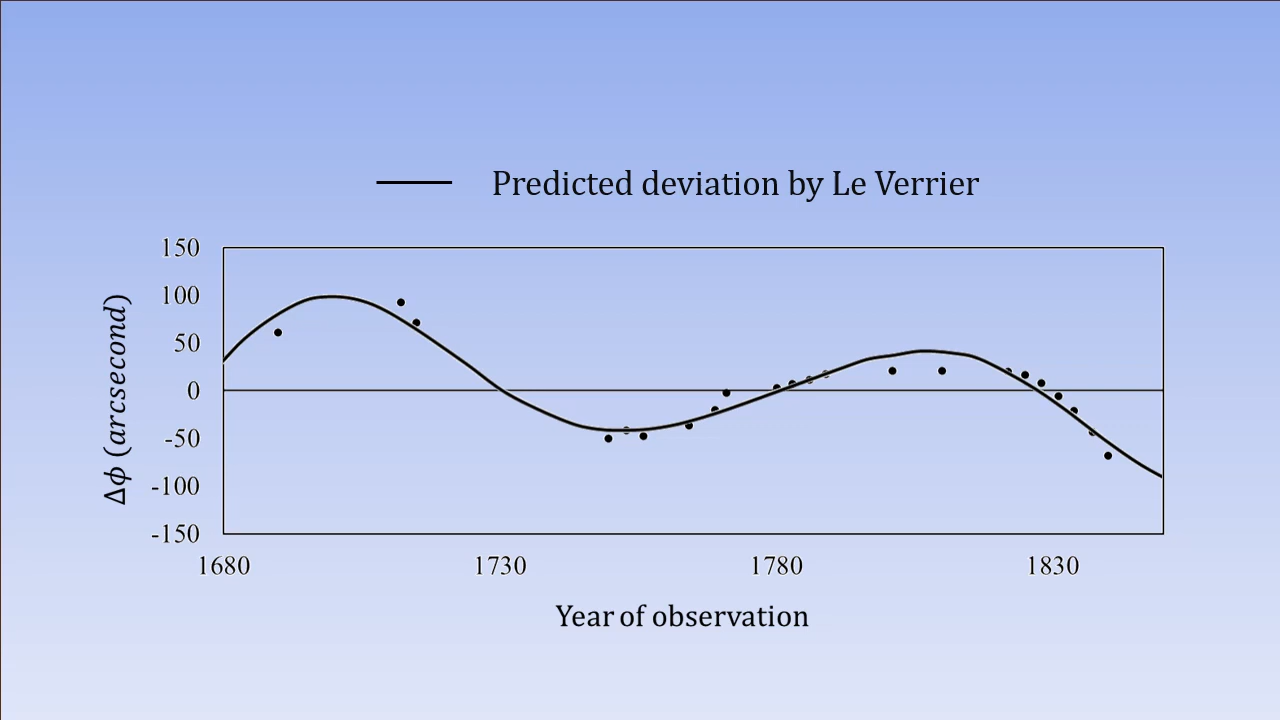 Predicted deviation by Le Verrier
150
100
50
0
-50
-100
-150
Δϕ (arcsecond)
1680 1730 1780 1830
Year of observation